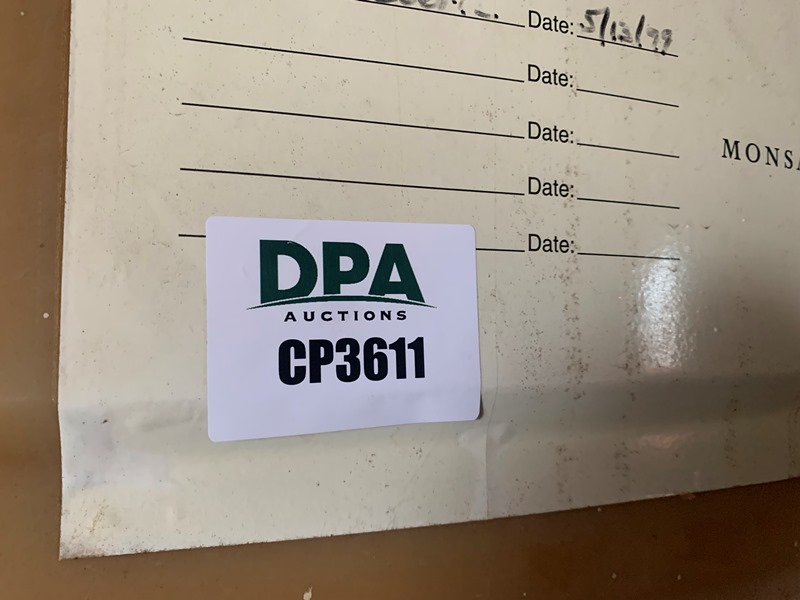 Date: 5/12/99
Date:
Date:
MONSA
Date:
Date:
DPA
AUCTIONS
CP3611